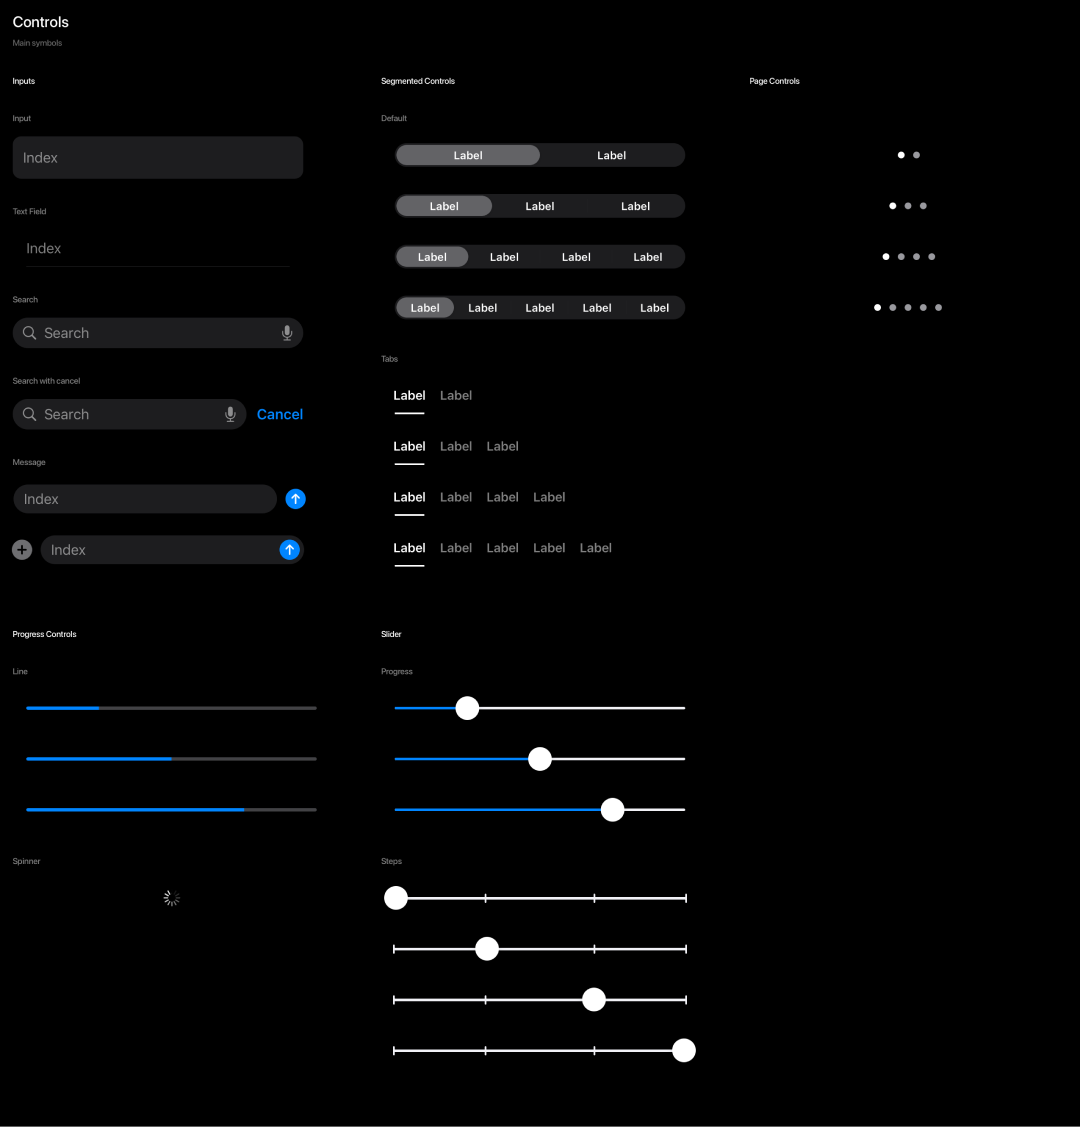 Controls
Main symbols
Inputs
Input
Index
Text Field
Index
Search
Search
Search with cancel
Search Cancel
Message
Index
Index
Segmented Controls
Default
Label Label
Label Label Label
Label Label Label Label
Label Label Label Label Label
Tabs
Label Label
Label Label Label
Label Label Label Label
Label Label Label Label Label
Page Controls
Progress Controls
Line
Spinner
Slider
Progress
Steps